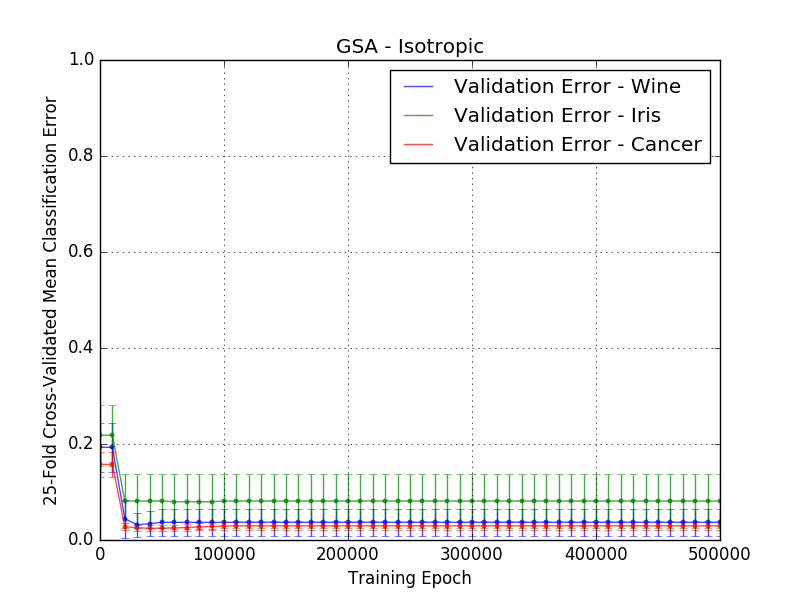 GSA - Isotropic
Validation Error - Wine
Validation Error - Iris
Validation Error - Cancer
25-Fold Cross-Validated Mean Classification Error
1.0
0.8
0.6
0.4
0.2
0.0
0 100000 200000 300000 400000 500000
Training Epoch